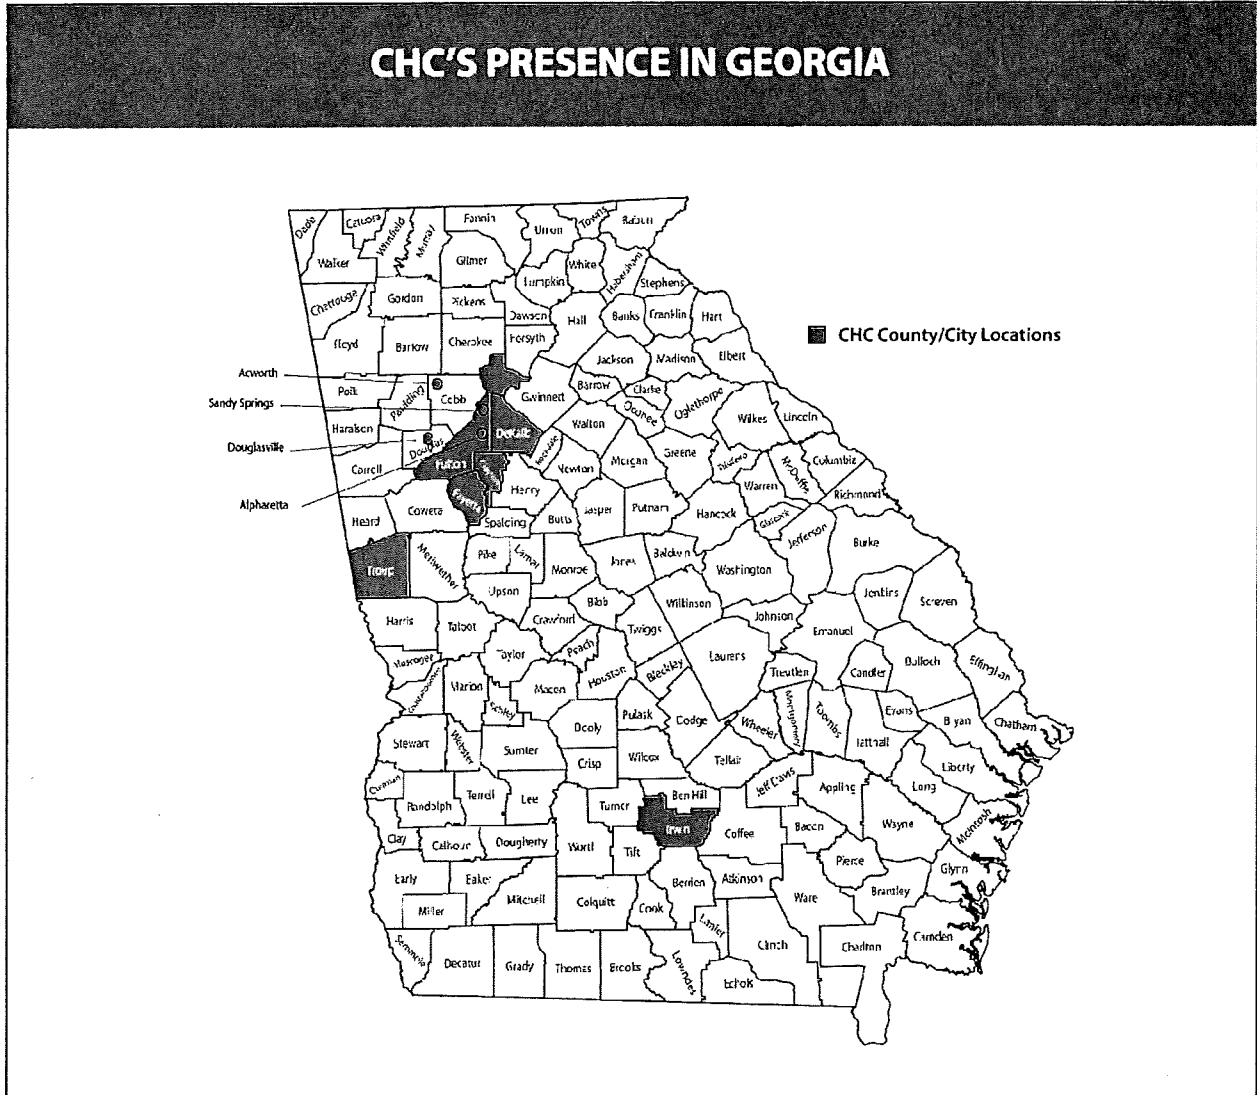 CHC'S PRESENCE IN GEORGIA
Dade
Catoosa
Whitfield
Murray
Fannin
Union
Towns
Rabun
Walker
Gilmer
Lumpkin
White
Habersham
Stephens
Chattooga
Gordon
Pickens
Dawson
Hall
Banks
Franklin
Hart
CHC County/City Locations
Floyd
Bartow
Cherokee
Forsyth
Jackson
Madison
Elbert
Acworth
Polk
Paulding
Cobb
Gwinnett
Barrow
Clarke
Oconee
Oglethorpe
Wilkes
Lincoln
Sandy Springs
Haralson
Douglas
DeKalb
Walton
Douglasville
Carroll
Fulton
Rockdale
Newton
Morgan
Greene
Taliaferro
McDuffie
Columbia
Warren
Richmond
Alpharetta
Heard
Coweta
Fayette
Henry
Spalding
Butts
Jasper
Putnam
Hancock
Glascock
Jefferson
Burke
Troup
Meriwether
Pike
Lamar
Monroe
Jones
Baldwin
Washington
Upson
Bibb
Wilkinson
Jenkins
Screven
Harris
Talbot
Crawford
Twiggs
Johnson
Emanuel
Muscogee
Taylor
Peach
Houston
Bleckley
Laurens
Treutlen
Candler
Bulloch
Effingham
Marion
Schley
Macon
Dooly
Pulaski
Dodge
Wheeler
Montgomery
Toombs
Evans
Bryan
Chatham
Stewart
Webster
Sumter
Crisp
Wilcox
Telfair
Tattnall
Liberty
Randolph
Terrell
Lee
Turner
Ben Hill
Irwin
Jeff Davis
Appling
Long
McIntosh
Clay
Calhoun
Dougherty
Worth
Tift
Coffee
Bacon
Wayne
Pierce
Glynn
Early
Baker
Miller
Mitchell
Colquitt
Cook
Berrien
Atkinson
Ware
Brantley
Seminole
Decatur
Grady
Thomas
Brooks
Lowndes
Lanier
Echols
Clinch
Charlton
Camden